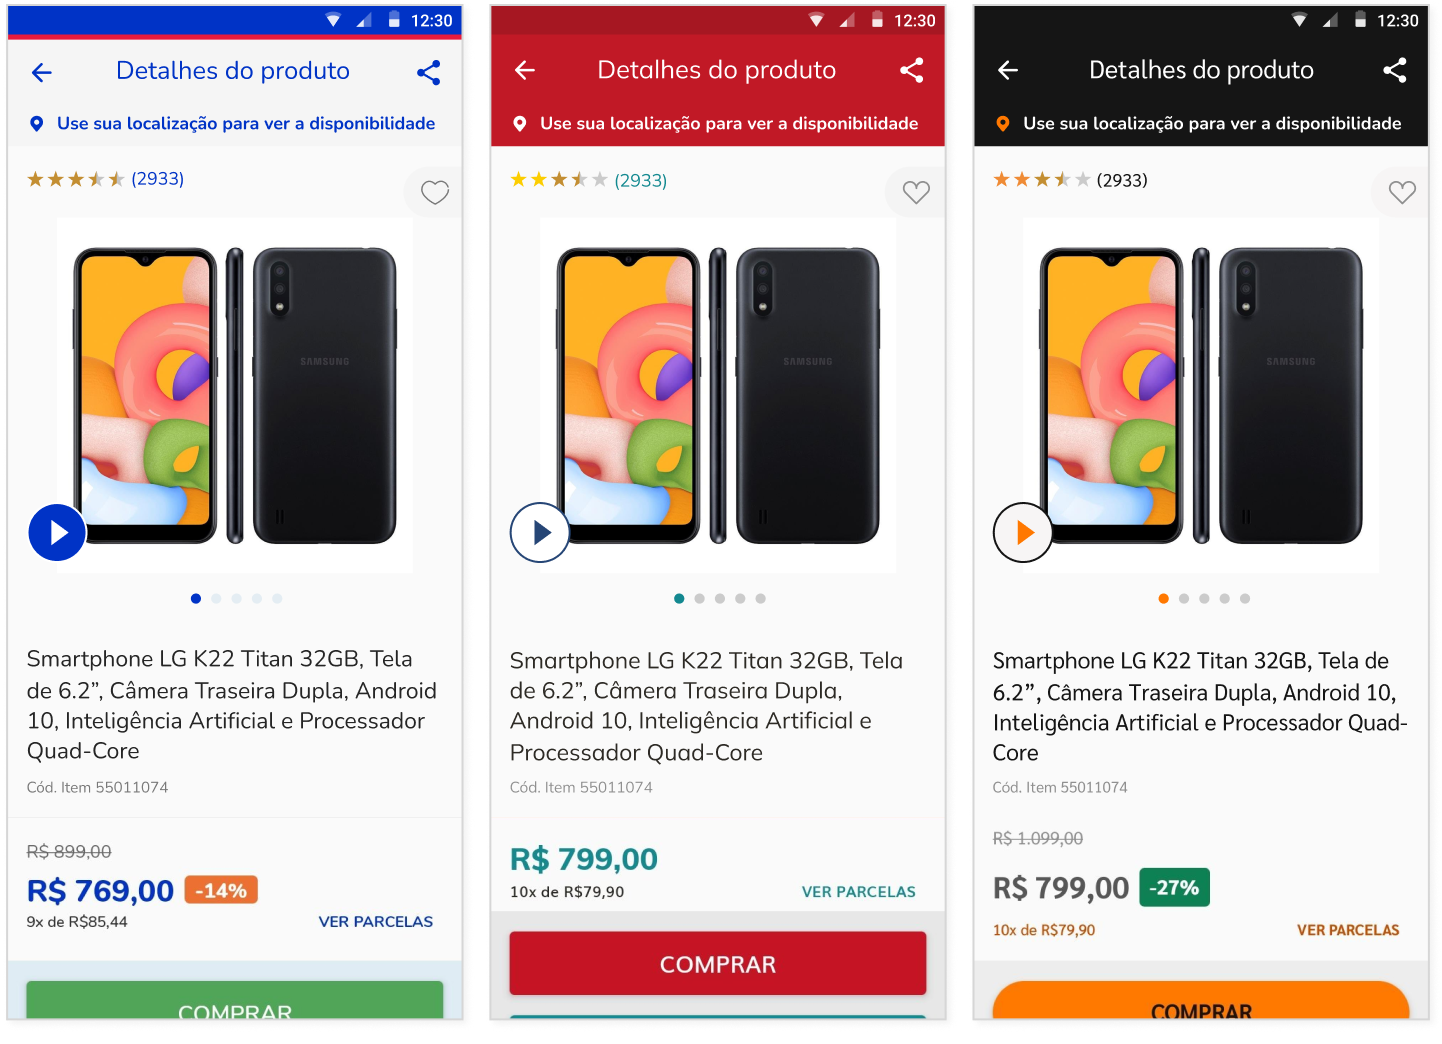 12:30
Detalhes do produto
Use sua localização para ver a disponibilidade
(2933)
SAMSUNG
Smartphone LG K22 Titan 32GB, Tela
de 6.2”, Câmera Traseira Dupla, Android
10, Inteligência Artificial e Processador
Quad-Core
Cód. Item 55011074
R$ 899,00
R$ 769,00 -14%
9x de R$85,44 VER PARCELAS
COMPRAR
12:30
Detalhes do produto
Use sua localização para ver a disponibilidade
(2933)
SAMSUNG
Smartphone LG K22 Titan 32GB, Tela
de 6.2”, Câmera Traseira Dupla,
Android 10, Inteligência Artificial e
Processador Quad-Core
Cód. Item 55011074
R$ 799,00
10x de R$79,90 VER PARCELAS
COMPRAR
12:30
Detalhes do produto
Use sua localização para ver a disponibilidade
(2933)
SAMSUNG
Smartphone LG K22 Titan 32GB, Tela de
6.2”, Câmera Traseira Dupla, Android 10,
Inteligência Artificial e Processador Quad-
Core
Cód. Item 55011074
R$ 1.099,00
R$ 799,00 -27%
10x de R$79,90 VER PARCELAS
COMPRAR